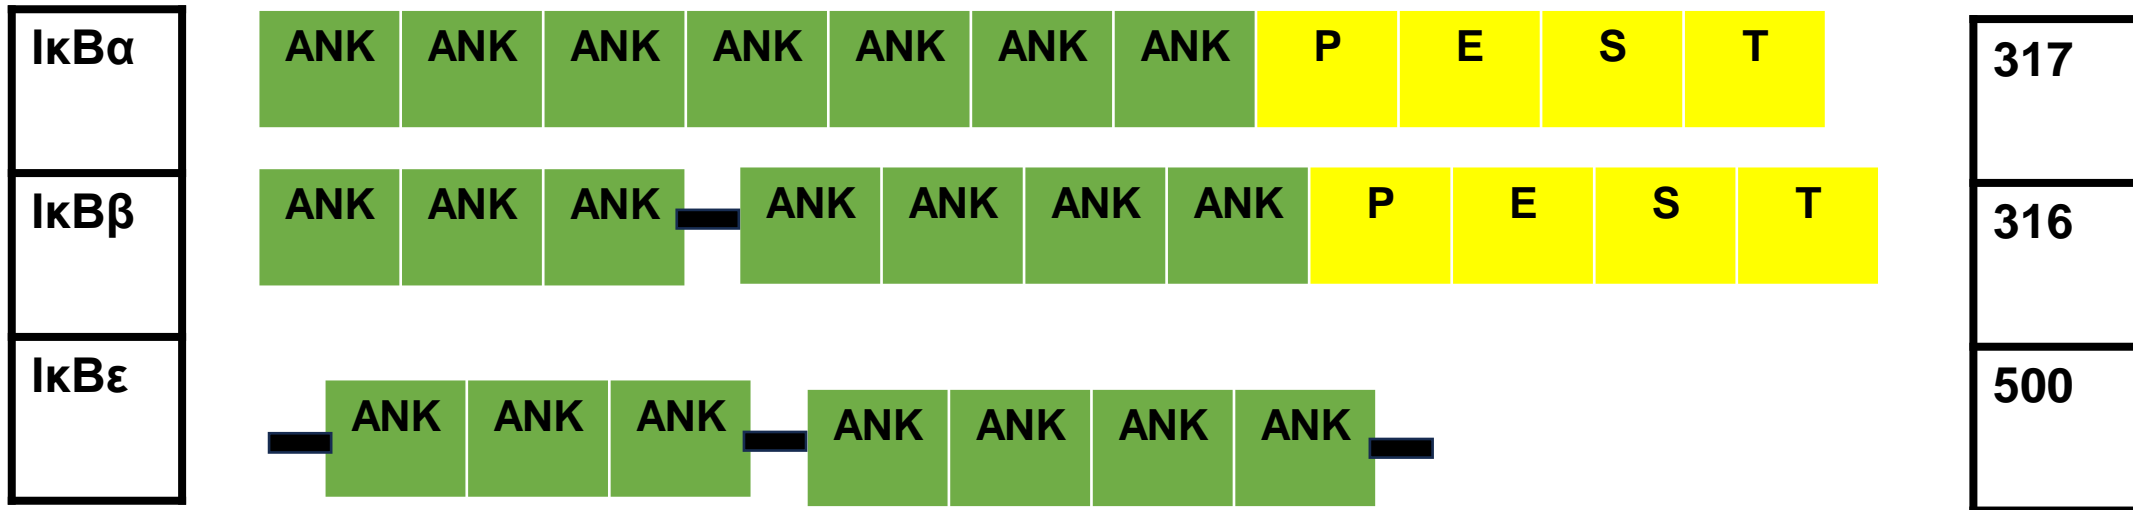 IκBα ANK ANK ANK ANK ANK ANK ANK P E S T 317
IκBβ ANK ANK ANK ANK ANK ANK ANK P E S T 316
IκBε ANK ANK ANK ANK ANK ANK ANK 500